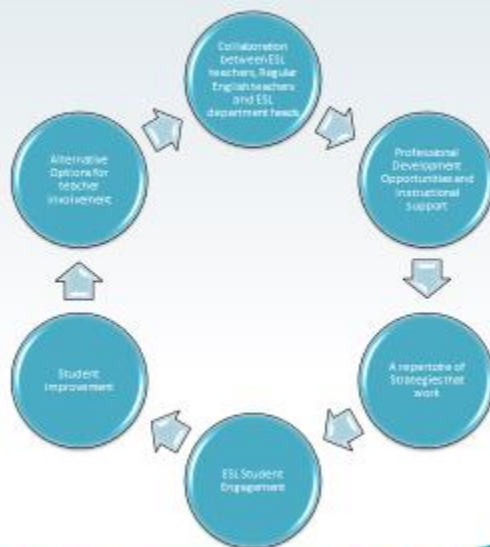 Collaboration
between ESL
teachers, Regular
English teachers
and ESL
department heads
Professional
Development
Opportunities and
instructional
support
A repertoire of
Strategies that
work
ESL Student
Engagement
Student
improvement
Alternative
Options for
teacher
involvement